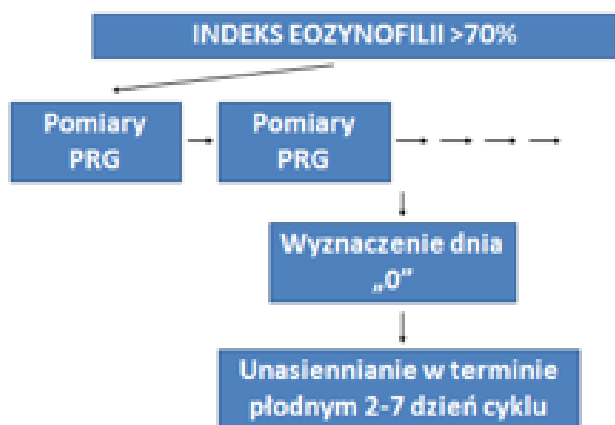 INDEKS EOZYNOFILII >70%
Pomiary
PRG
Pomiary
PRG
Wyznaczenie dnia
„0”
Unasiennianie w terminie
płodnym 2-7 dzień cyklu